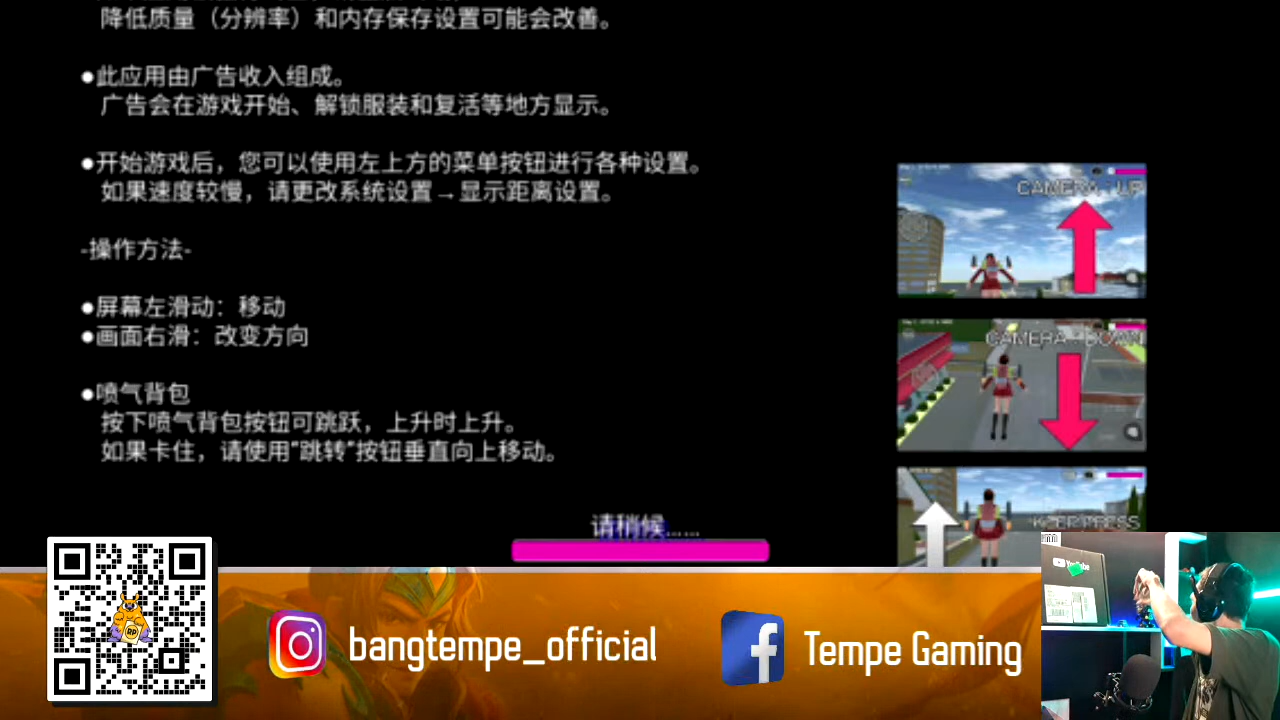 降低质量（分辨率）和内存保存设置可能会改善。
●此应用由广告收入组成。
广告会在游戏开始、解锁服装和复活等地方显示。
●开始游戏后，您可以使用左上方的菜单按钮进行各种设置。
如果速度较慢，请更改系统设置→显示距离设置。
-操作方法-
●屏幕左滑动：移动
●画面右滑：改变方向
●喷气背包
按下喷气背包按钮可跳跃，上升时上升。
如果卡住，请使用“跳转”按钮垂直向上移动。
CAMERA : UP
CAMERA : DOWN
KEEP PRESS
请稍候......
YouTube
RP
bangtempe_official
Tempe Gaming